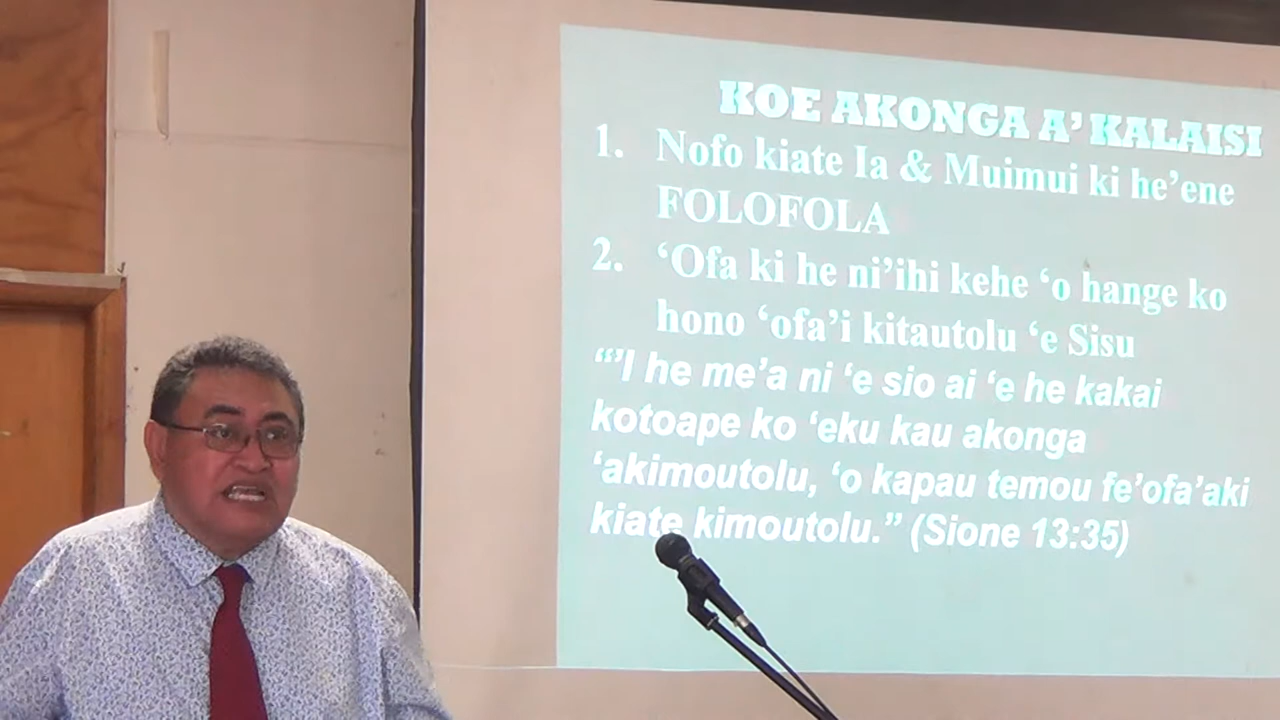 KOE AKONGA A’ KALAISI
1. Nofo kiate Ia & Muimui ki he’ene
FOLOFOLA
2. ‘Ofa ki he ni’ihi kehe ‘o hange ko
hono ‘ofa’i kitautolu ‘e Sisu
“’I he me’a ni ‘e sio ai ‘e he kakai
kotoape ko ‘eku kau akonga
‘akimoutolu, ‘o kapau temou fe’ofa’aki
kiate kimoutolu.” (Sione 13:35)